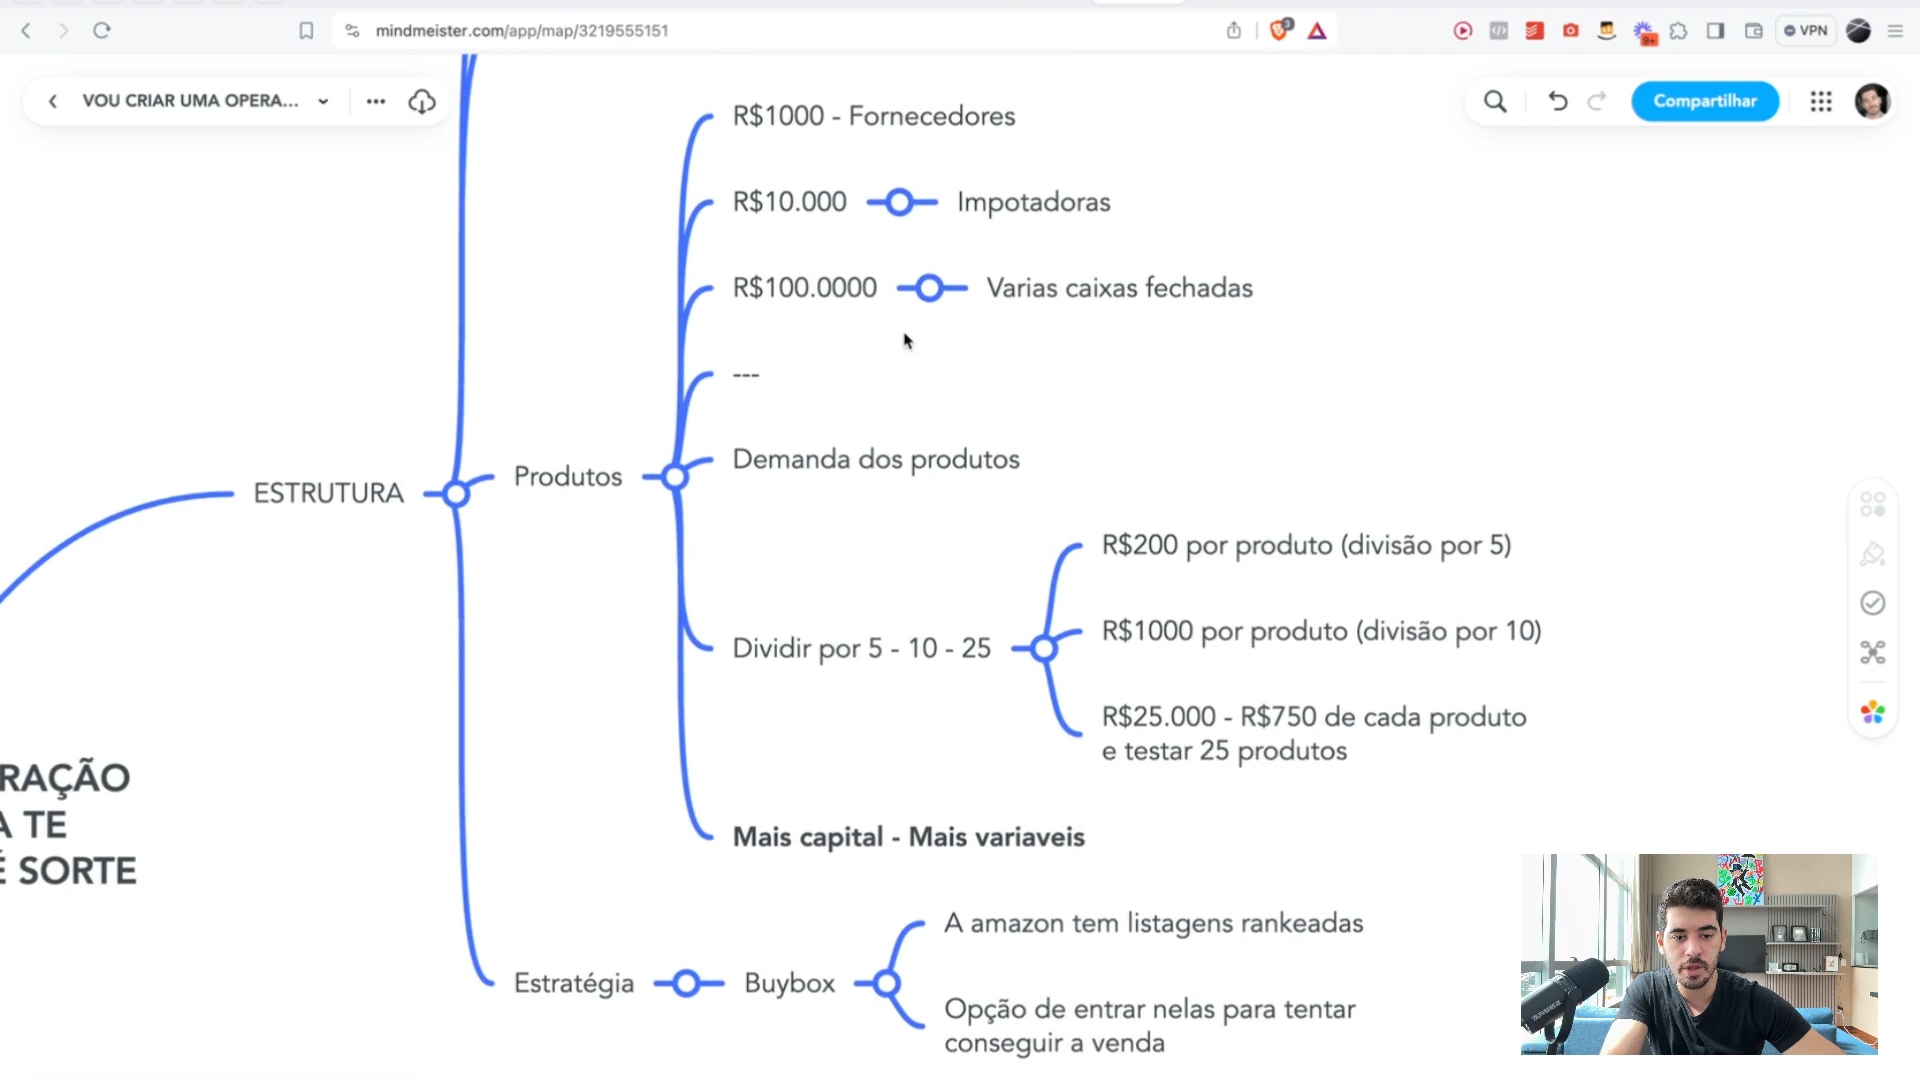 mindmeister.com/app/map/3219555151
3
9+
VPN
VOU CRIAR UMA OPERA...
Compartilhar
R$1000 - Fornecedores
R$10.000
Impotadoras
R$100.0000
Varias caixas fechadas
---
Demanda dos produtos
ESTRUTURA
Produtos
R$200 por produto (divisão por 5)
R$1000 por produto (divisão por 10)
Dividir por 5 - 10 - 25
R$25.000 - R$750 de cada produto
e testar 25 produtos
RAÇÃO
A TE
É SORTE
Mais capital - Mais variaveis
A amazon tem listagens rankeadas
Estratégia
Buybox
Opção de entrar nelas para tentar
conseguir a venda